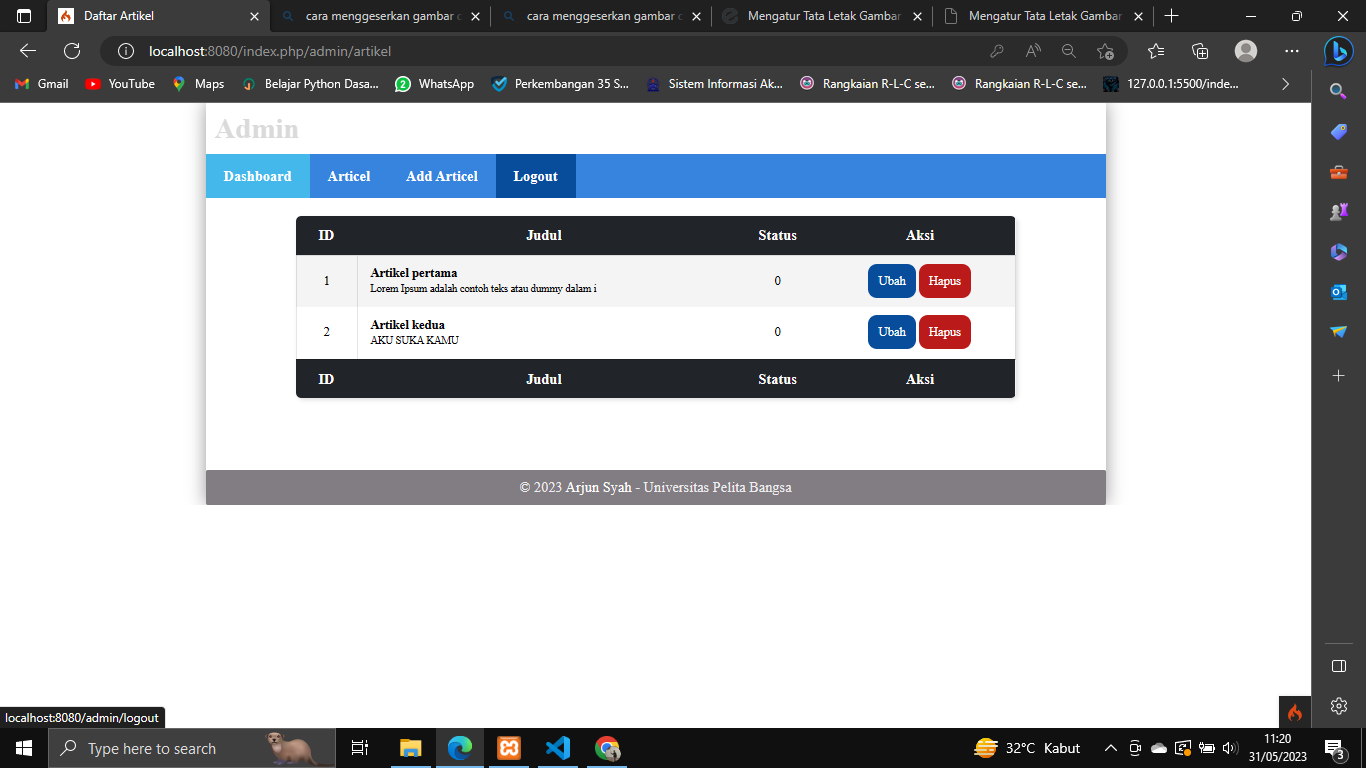 Daftar Artikel
cara menggeserkan gambar c
cara menggeserkan gambar c
Mengatur Tata Letak Gambar
Mengatur Tata Letak Gambar
localhost:8080/index.php/admin/artikel
Gmail
YouTube
Maps
Belajar Python Dasa...
2
WhatsApp
Perkembangan 35 S...
Sistem Informasi Ak...
Rangkaian R-L-C se...
Rangkaian R-L-C se...
127.0.0.1:5500/inde...
Admin
Dashboard Articel Add Articel Logout
ID Judul Status Aksi
1 Artikel pertama 0 Ubah Hapus
Lorem Ipsum adalah contoh teks atau dummy dalam i
2 Artikel kedua 0 Ubah Hapus
AKU SUKA KAMU
ID Judul Status Aksi
© 2023 Arjun Syah - Universitas Pelita Bangsa
localhost:8080/admin/logout
Type here to search
32°C Kabut
11:20
31/05/2023
3